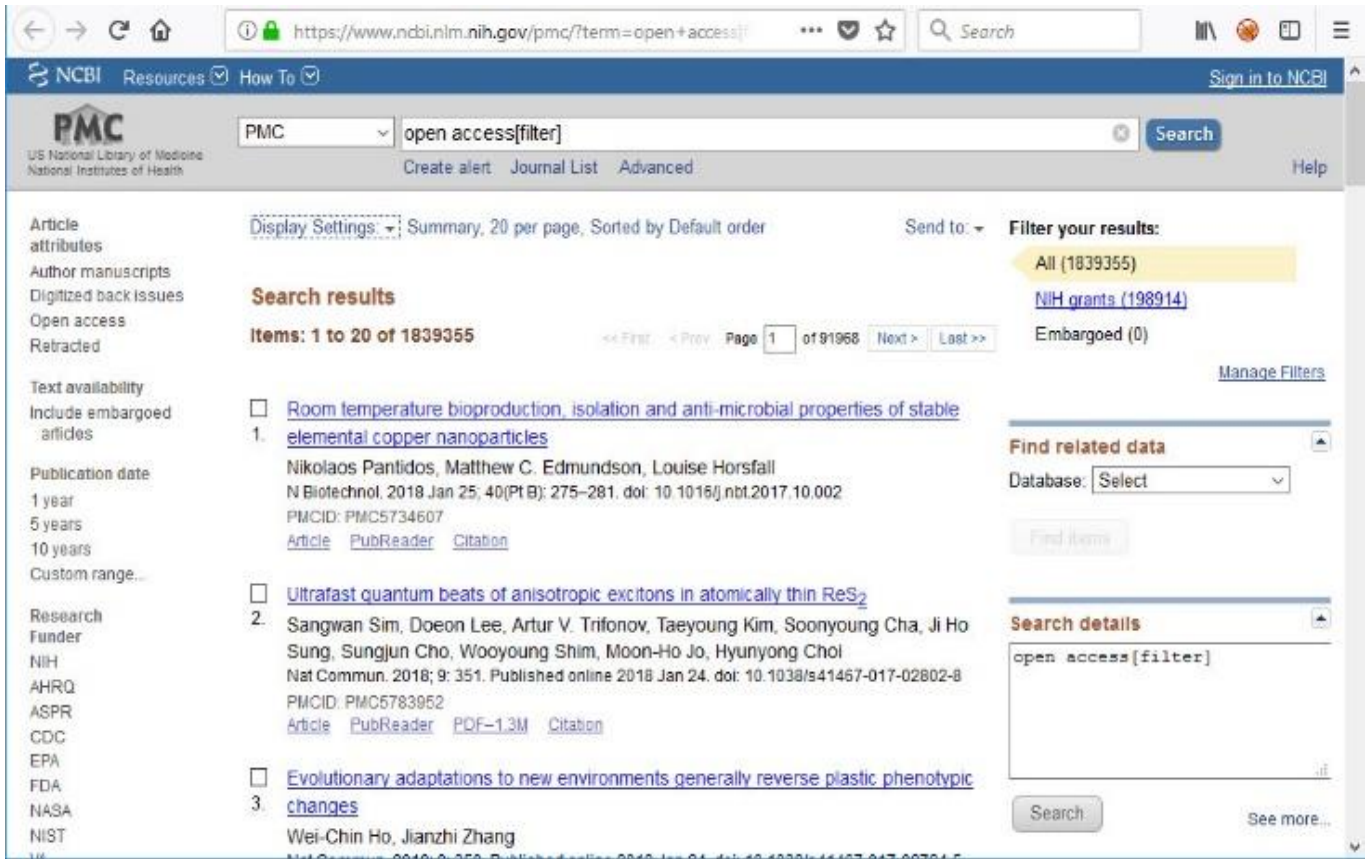 https://www.ncbi.nlm.nih.gov/pmc/?term=open+access
Search
NCBI Resources How To
Sign in to NCBI
PMC
US National Library of Medicine
National Institutes of Health
PMC
open access[filter]
Search
Create alert Journal List Advanced
Help
Article
attributes
Author manuscripts
Digitized back issues
Open access
Retracted
Text availability
Include embargoed
articles
Publication date
1 year
5 years
10 years
Custom range...
Research
Funder
NIH
AHRQ
ASPR
CDC
EPA
FDA
NASA
NIST
Display Settings: Summary, 20 per page, Sorted by Default order
Send to:
Search results
Items: 1 to 20 of 1839355
<< First < Prev Page 1 of 91968 Next > Last >>
Room temperature bioproduction, isolation and anti-microbial properties of stable
1. elemental copper nanoparticles
Nikolaos Pantidos, Matthew C. Edmundson, Louise Horsfall
N Biotechnol. 2018 Jan 25; 40(Pt B): 275–281. doi: 10.1016/j.nbt.2017.10.002
PMCID: PMC5734607
Article PubReader Citation
Ultrafast quantum beats of anisotropic excitons in atomically thin ReS2
2. Sangwan Sim, Doeon Lee, Artur V. Trifonov, Taeyoung Kim, Soonyoung Cha, Ji Ho
Sung, Sungjun Cho, Wooyoung Shim, Moon-Ho Jo, Hyunyong Choi
Nat Commun. 2018; 9: 351. Published online 2018 Jan 24. doi: 10.1038/s41467-017-02802-8
PMCID: PMC5783952
Article PubReader PDF–1.3M Citation
Evolutionary adaptations to new environments generally reverse plastic phenotypic
3. changes
Wei-Chin Ho, Jianzhi Zhang
Filter your results:
All (1839355)
NIH grants (198914)
Embargoed (0)
Manage Filters
Find related data
Database: Select
Find items
Search details
open access[filter]
Search
See more...